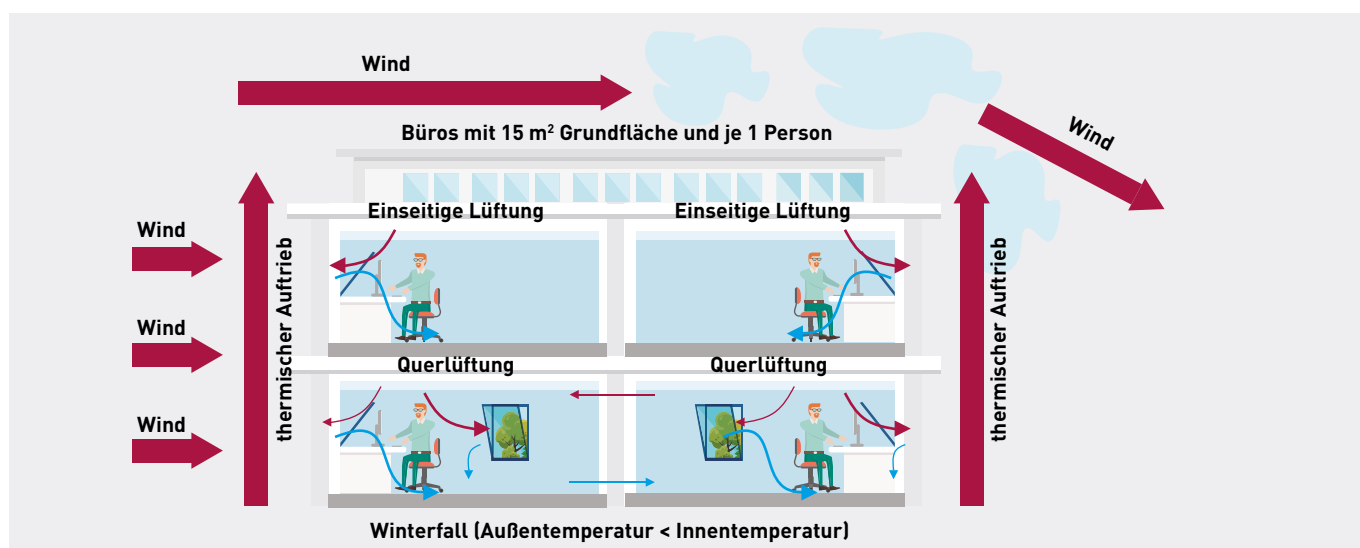 Wind
Wind
Büros mit 15 m² Grundfläche und je 1 Person
Einseitige Lüftung
Einseitige Lüftung
Wind
Wind
Wind
thermischer Auftrieb
thermischer Auftrieb
Querlüftung
Querlüftung
Winterfall (Außentemperatur < Innentemperatur)